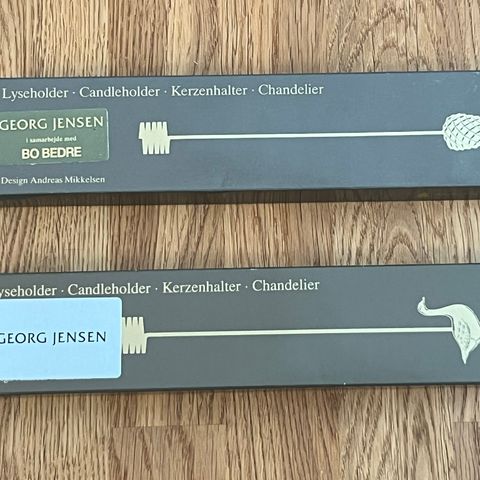 Lyseholder · Candleholder · Kerzenhalter · Chandelier
GEORG JENSEN
i samarbejde med
BO BEDRE
Design Andreas Mikkelsen
yseholder · Candleholder · Kerzenhalter · Chandelier
GEORG JENSEN